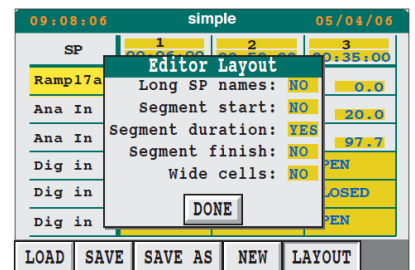 09:08:06 simple 05/04/06
SP 1 2 3
00:35:00
Editor Layout
Ramp17a Long SP names: NO 0.0
Ana In Segment start: NO 20.0
Ana In Segment duration: YES 97.7
Dig in Segment finish: NO PEN
Dig in Wide cells: NO LOSED
Dig in DONE PEN
LOAD SAVE SAVE AS NEW LAYOUT